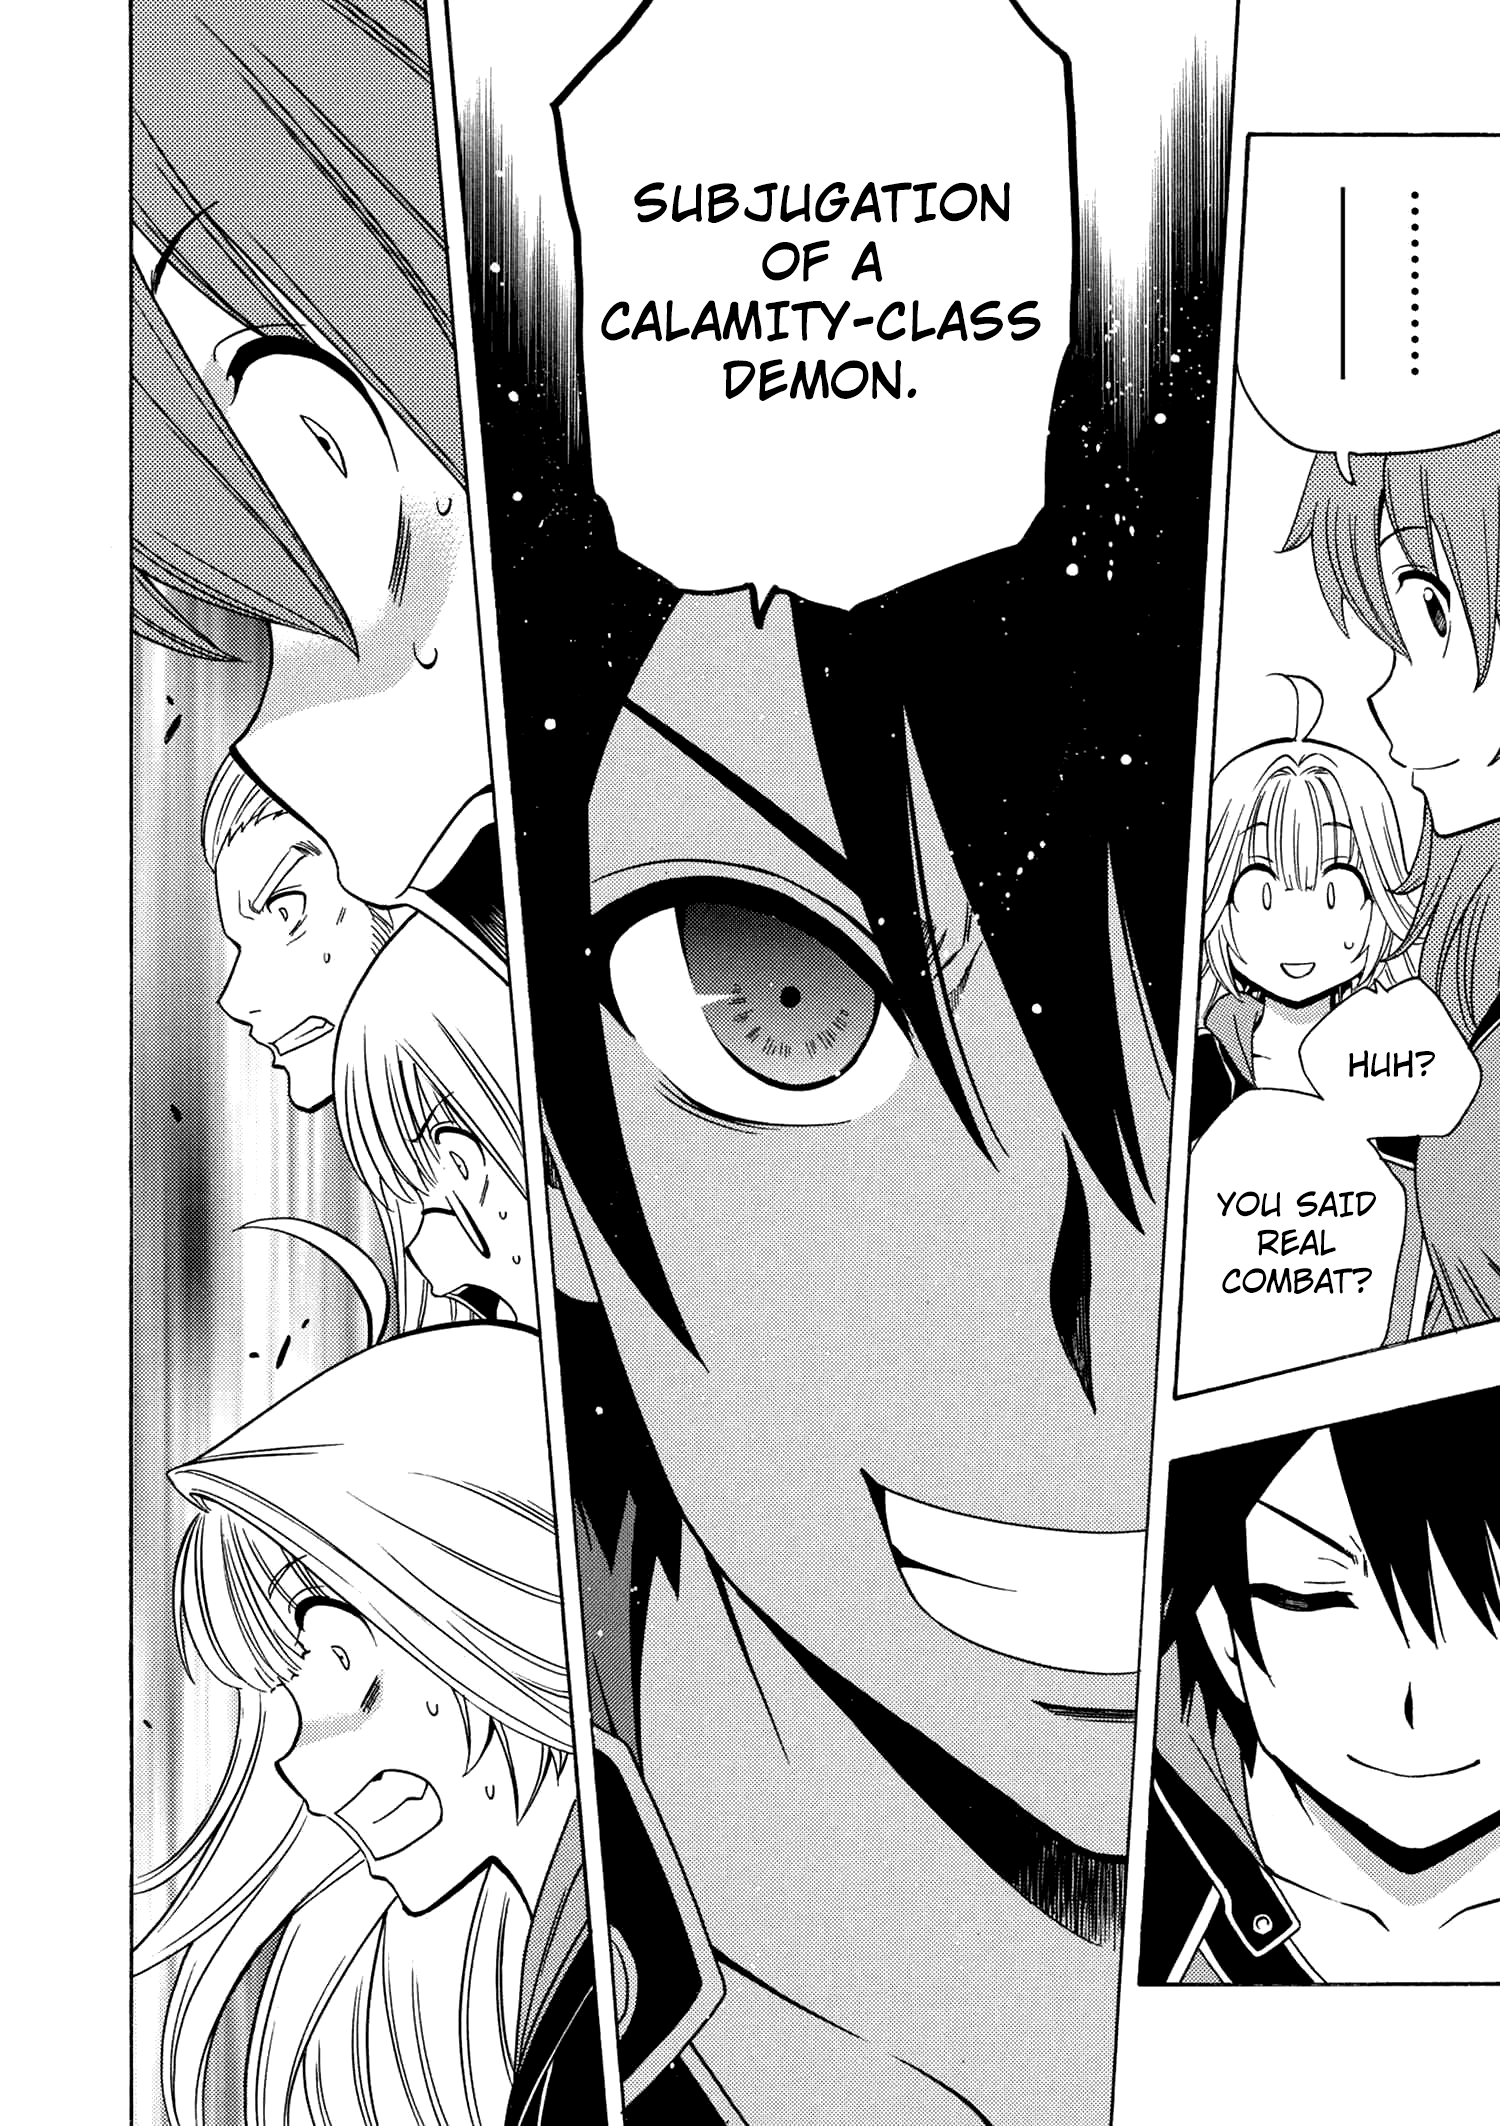 HUH?
YOU SAID
REAL
COMBAT?
SUBJUGATION
OF A
CALAMITY-CLASS
DEMON.